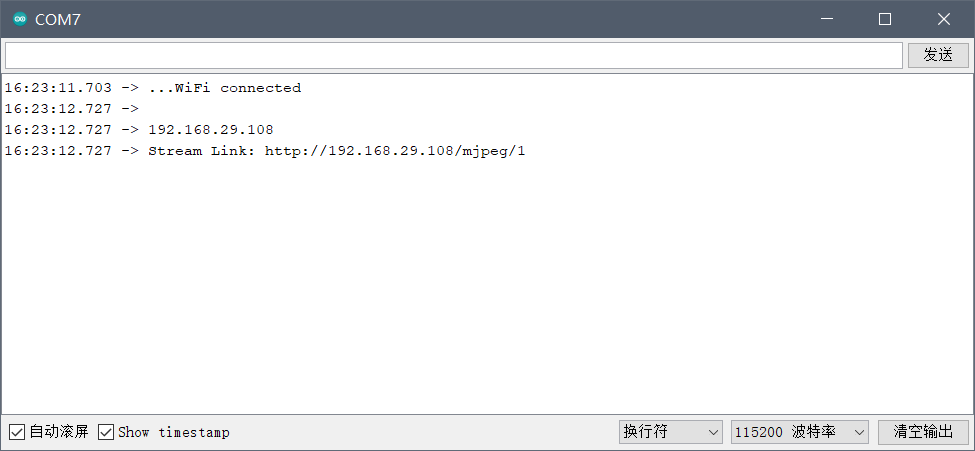 COM7
发送
16:23:11.703 -> ...WiFi connected
16:23:12.727 ->
16:23:12.727 -> 192.168.29.108
16:23:12.727 -> Stream Link: http://192.168.29.108/mjpeg/1
自动滚屏 Show timestamp 换行符 115200 波特率 清空输出